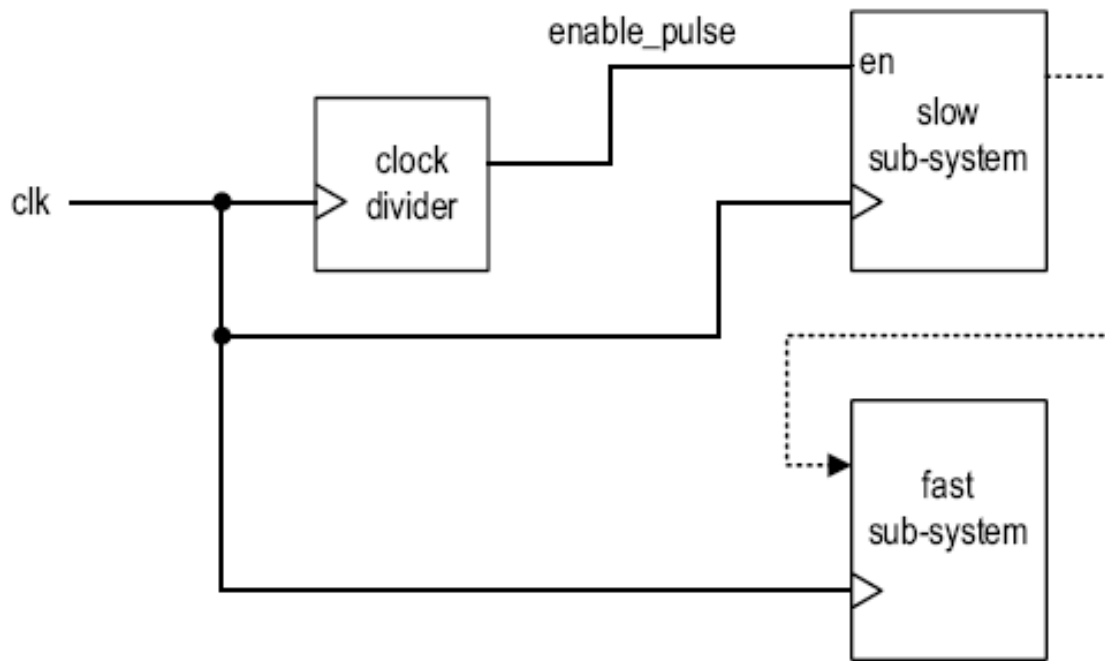 enable_pulse
en
slow
sub-system
clock
divider
clk
fast
sub-system